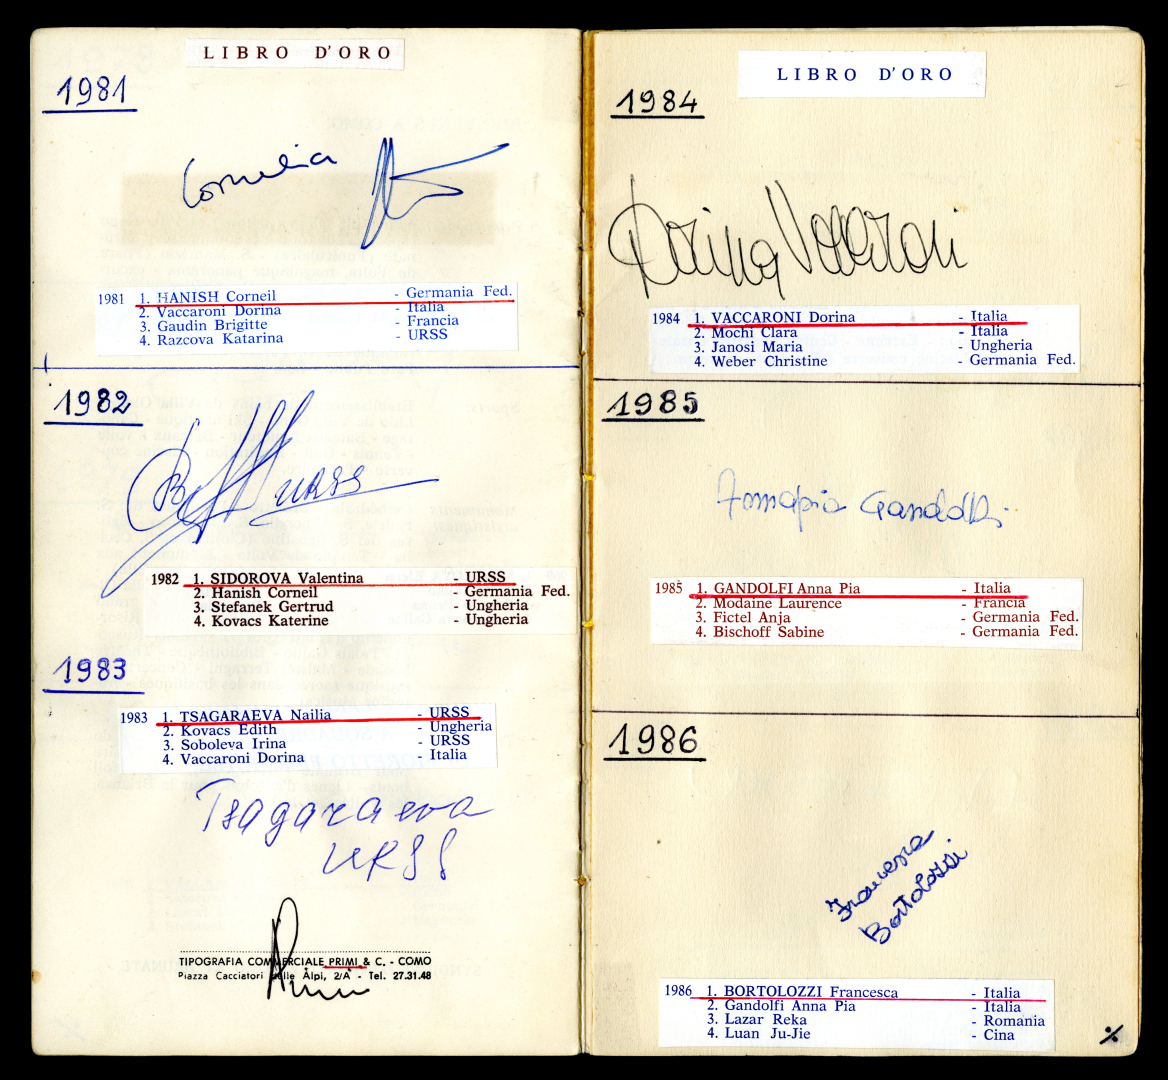 LIBRO D'ORO
1981
Cornelia
1981 1. HANISH Corneil - Germania Fed.
2. Vaccaroni Dorina - Italia
3. Gaudin Brigitte - Francia
4. Razcova Katarina - URSS
1982
URSS
1982 1. SIDOROVA Valentina - URSS
2. Hanish Corneil - Germania Fed.
3. Stefanek Gertrud - Ungheria
4. Kovacs Katerine - Ungheria
1983
1983 1. TSAGARAEVA Nailia - URSS
2. Kovacs Edith - Ungheria
3. Soboleva Irina - URSS
4. Vaccaroni Dorina - Italia
Tsagaraeva
URSS
TIPOGRAFIA COMMERCIALE PRIMI & C. - COMO
Piazza Cacciatori delle Alpi, 2/A - Tel. 27.31.48
LIBRO D'ORO
1984
Dorina Vaccaroni
1984 1. VACCARONI Dorina - Italia
2. Mochi Clara - Italia
3. Janosi Maria - Ungheria
4. Weber Christine - Germania Fed.
1985
Annapia Gandolfi
1985 1. GANDOLFI Anna Pia - Italia
2. Modaine Laurence - Francia
3. Fictel Anja - Germania Fed.
4. Bischoff Sabine - Germania Fed.
1986
Francesca
Bortolozzi
1986 1. BORTOLOZZI Francesca - Italia
2. Gandolfi Anna Pia - Italia
3. Lazar Reka - Romania
4. Luan Ju-Jie - Cina